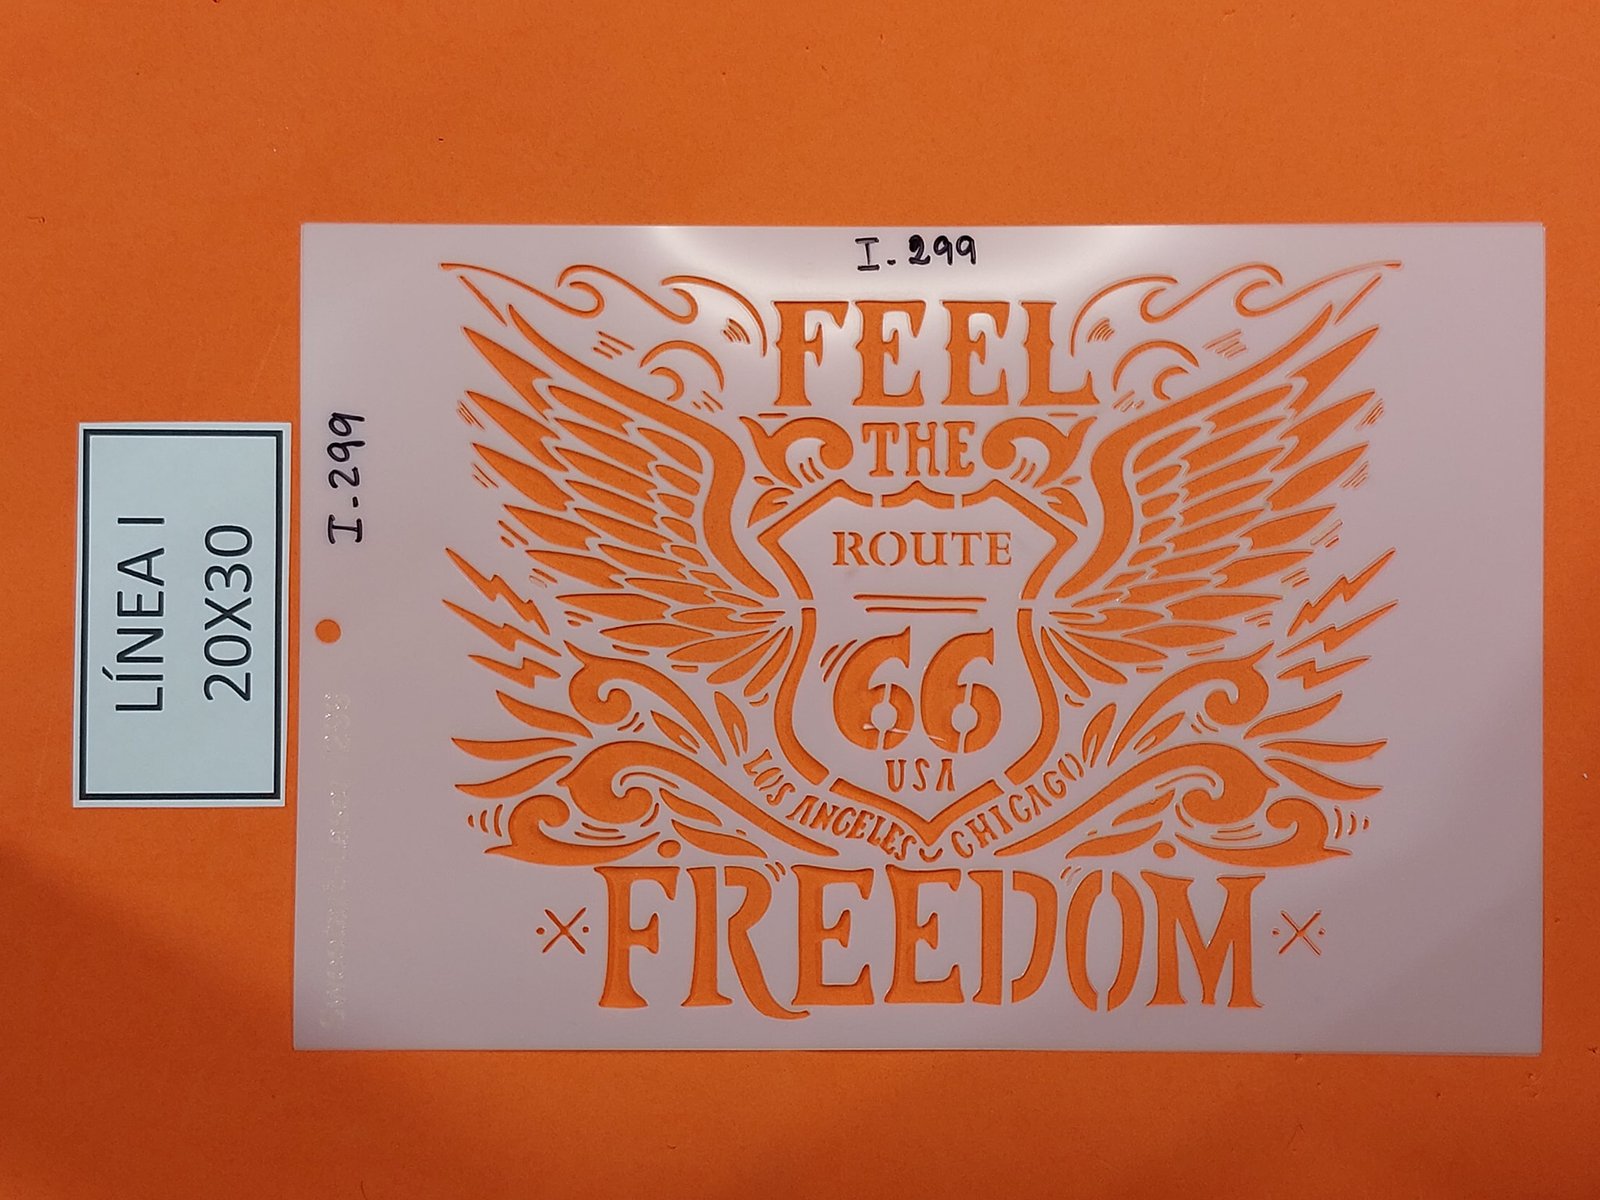 I-299
I-299
LÍNEA I
20X30
FEEL
THE
ROUTE
66
USA
LOS ANGELES - CHICAGO
FREEDOM